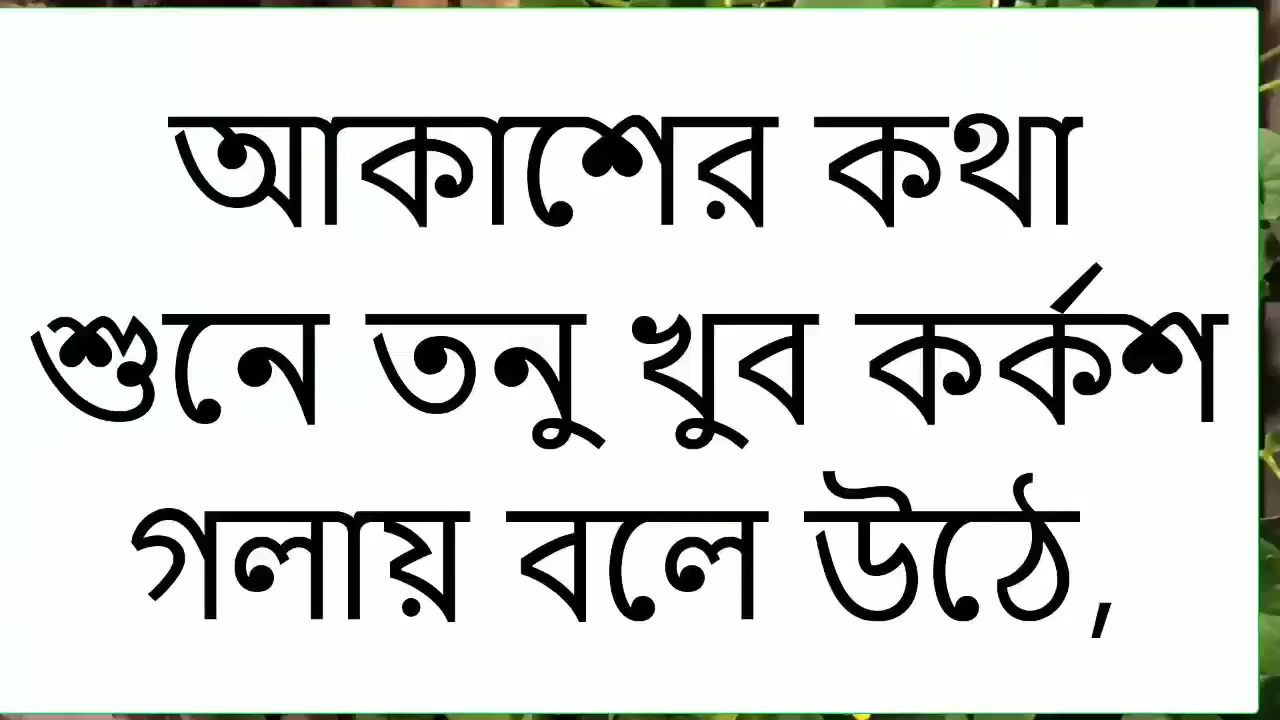 আকাশের কথা
শুনে তনু খুব কর্কশ
গলায় বলে উঠে,